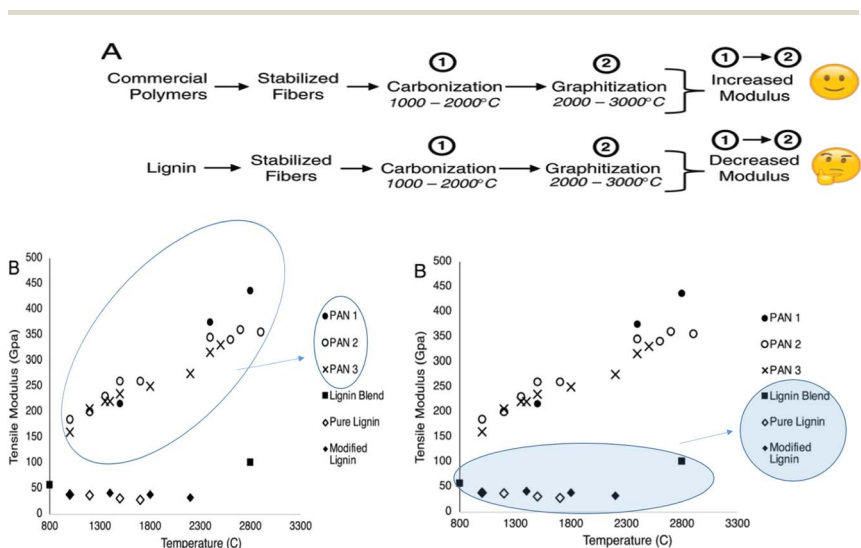 A
① → ② ① ②
Commercial Polymers → Stabilized Fibers → Carbonization → Graphitization Increased Modulus
1000 – 2000°C 2000 – 3000°C
① → ② ① ②
Lignin → Stabilized Fibers → Carbonization → Graphitization Decreased Modulus
1000 – 2000°C 2000 – 3000°C
B
Tensile Modulus (Gpa)
500
450
400
350
300
250
200
150
100
50
0
800 1300 1800 2300 2800 3300
Temperature (C)
PAN 1
PAN 2
PAN 3
Lignin Blend
Pure Lignin
Modified
Lignin
B
Tensile Modulus (Gpa)
500
450
400
350
300
250
200
150
100
50
0
800 1300 1800 2300 2800 3300
Temperature (C)
PAN 1
PAN 2
PAN 3
Lignin Blend
Pure Lignin
Modified
Lignin